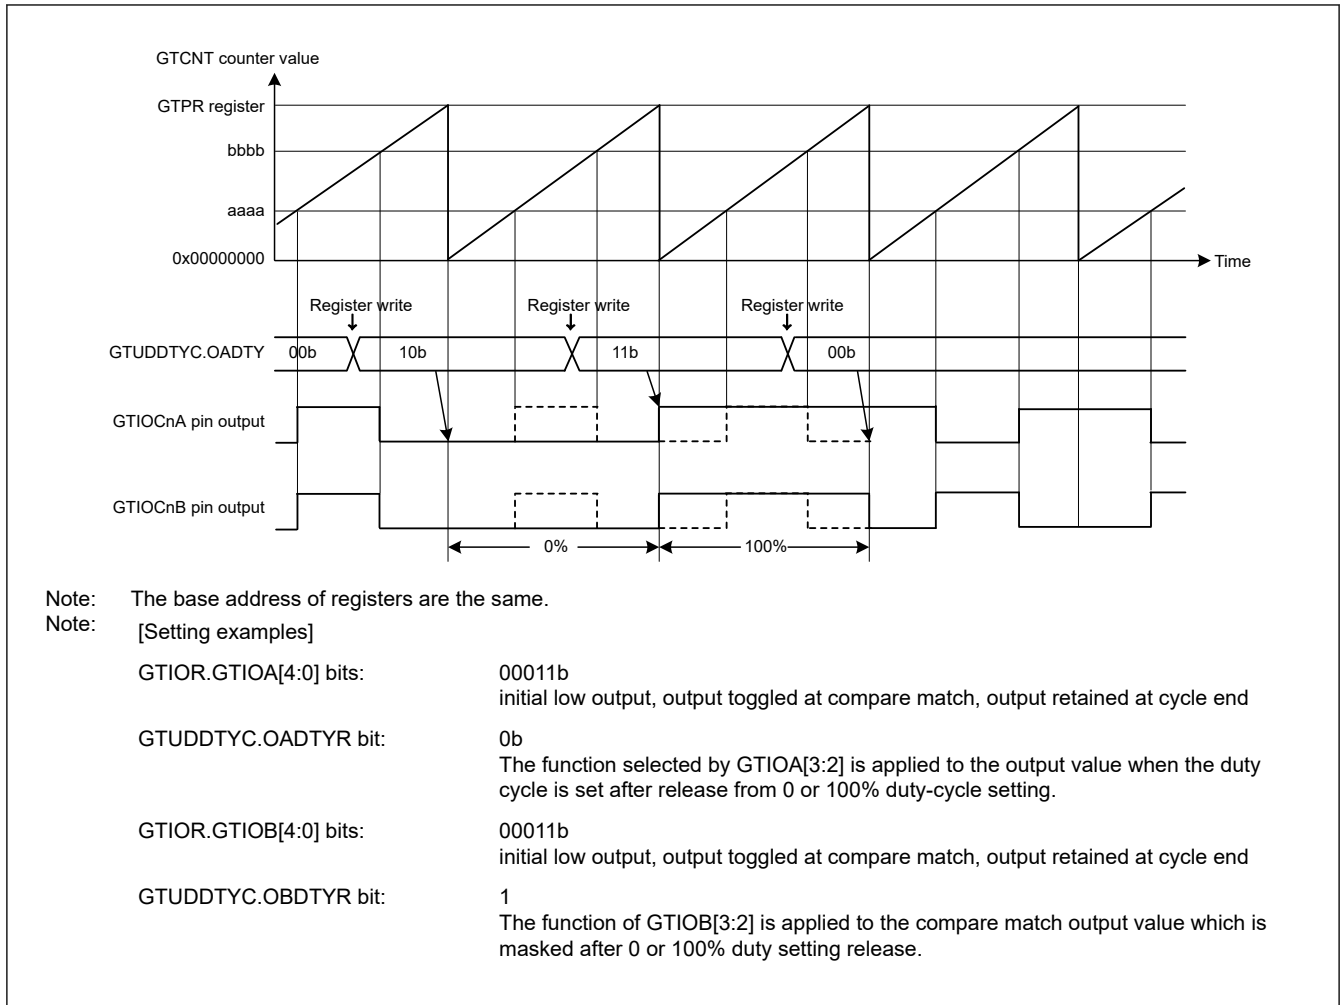 GTCNT counter value
GTPR register
bbbb
aaaa
0x00000000
Time
Register write Register write Register write
GTUDDTYC.OADTY 00b 10b 11b 00b
GTIOCnA pin output
GTIOCnB pin output
0% 100%
Note: The base address of registers are the same.
Note: [Setting examples]
GTIOR.GTIOA[4:0] bits: 00011b
initial low output, output toggled at compare match, output retained at cycle end
GTUDDTYC.OADTYR bit: 0b
The function selected by GTIOA[3:2] is applied to the output value when the duty
cycle is set after release from 0 or 100% duty-cycle setting.
GTIOR.GTIOB[4:0] bits: 00011b
initial low output, output toggled at compare match, output retained at cycle end
GTUDDTYC.OBDTYR bit: 1
The function of GTIOB[3:2] is applied to the compare match output value which is
masked after 0 or 100% duty setting release.